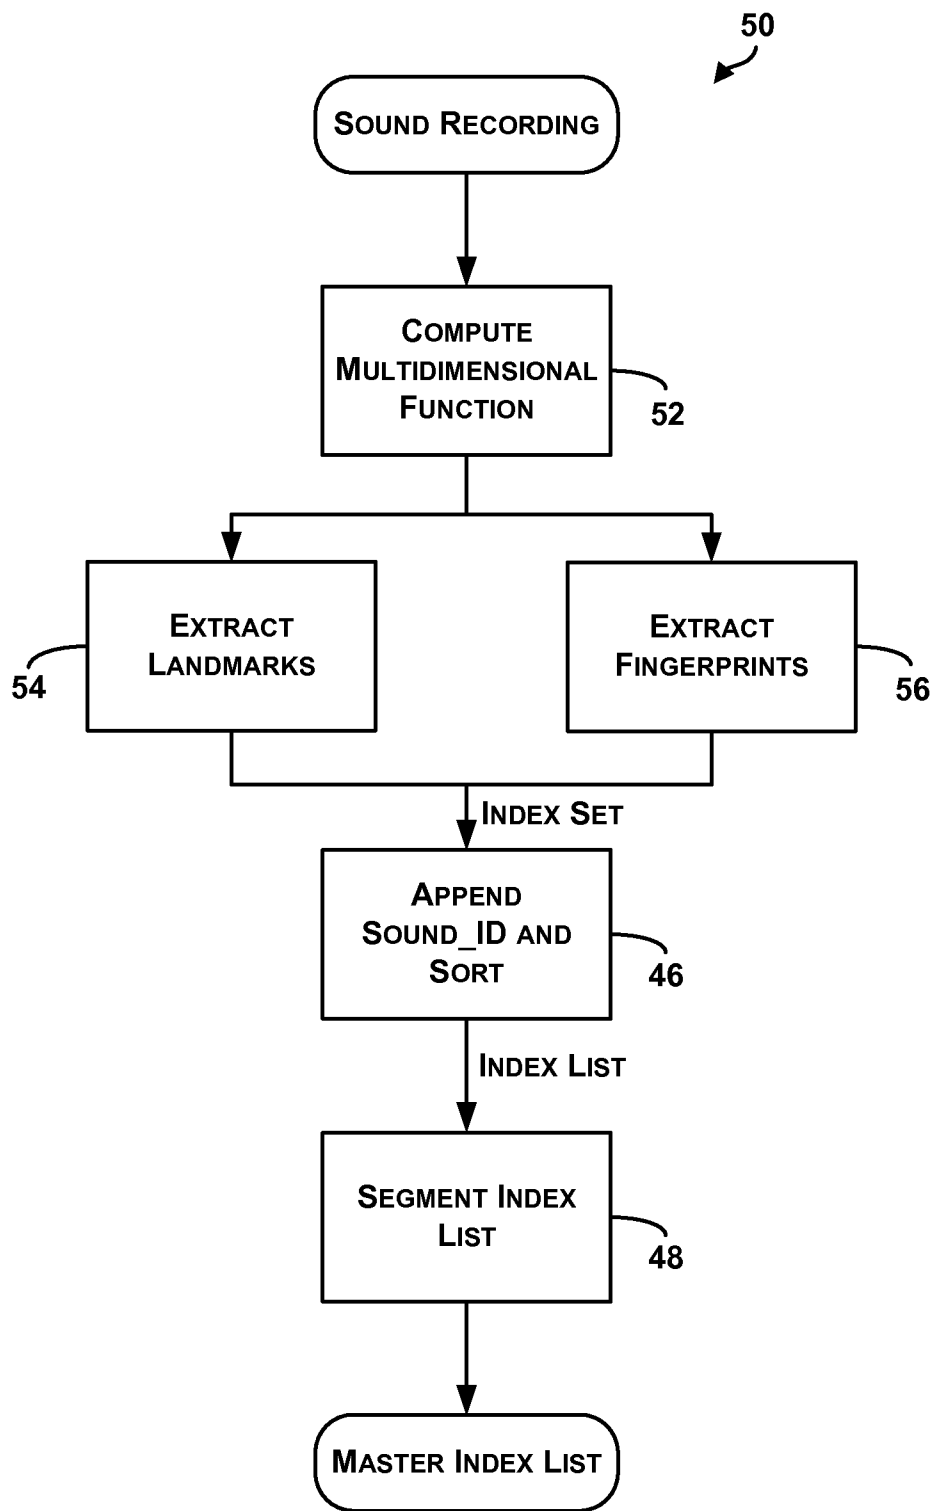 50
SOUND RECORDING
COMPUTE
MULTIDIMENSIONAL
FUNCTION
52
EXTRACT
LANDMARKS
54
EXTRACT
FINGERPRINTS
56
INDEX SET
APPEND
SOUND_ID AND
SORT
46
INDEX LIST
SEGMENT INDEX
LIST
48
MASTER INDEX LIST